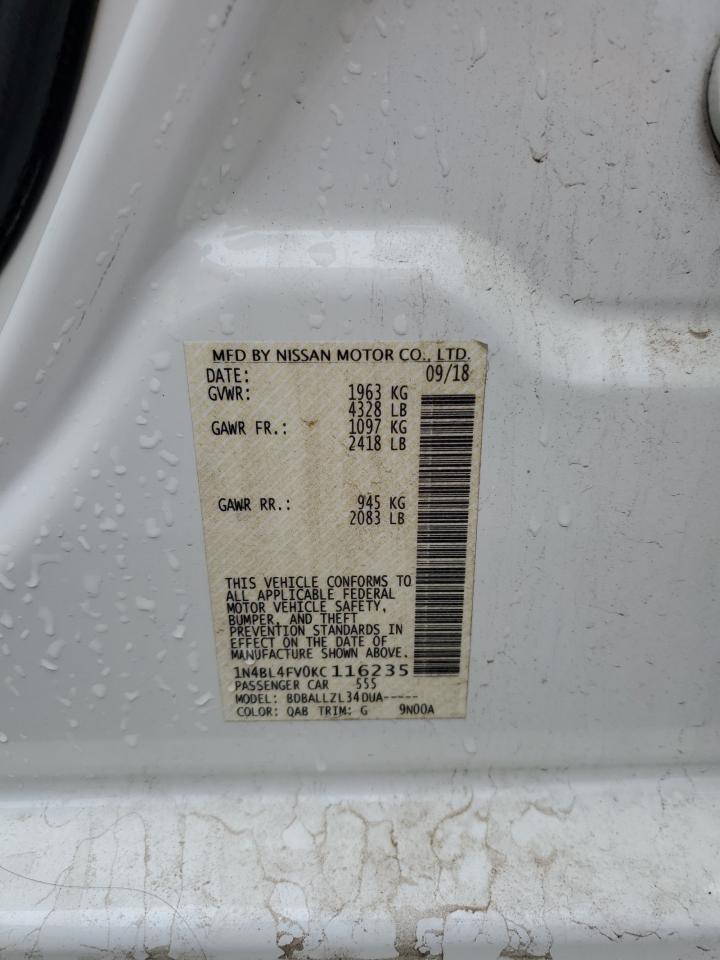 MFD BY NISSAN MOTOR CO., LTD.
DATE: 09/18
GVWR: 1963 KG
4328 LB
GAWR FR.: 1097 KG
2418 LB
GAWR RR.: 945 KG
2083 LB
THIS VEHICLE CONFORMS TO
ALL APPLICABLE FEDERAL
MOTOR VEHICLE SAFETY,
BUMPER, AND THEFT
PREVENTION STANDARDS IN
EFFECT ON THE DATE OF
MANUFACTURE SHOWN ABOVE.
1N4BL4FV0KC116235
PASSENGER CAR 555
MODEL: BDBALLZL34DUA-----
COLOR: QAB TRIM: G 9N00A